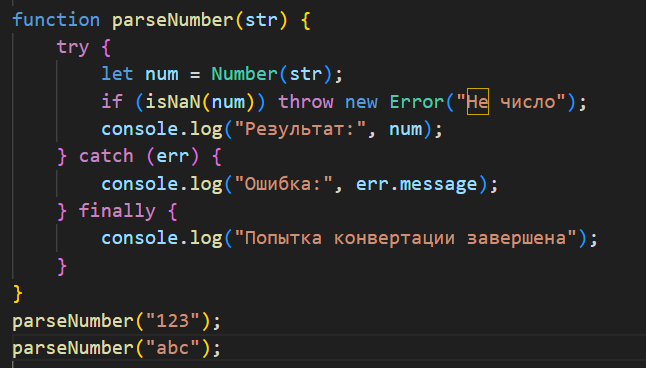 function parseNumber(str) {
    try {
        let num = Number(str);
        if (isNaN(num)) throw new Error("Не число");
        console.log("Результат:", num);
    } catch (err) {
        console.log("Ошибка:", err.message);
    } finally {
        console.log("Попытка конвертации завершена");
    }
}
parseNumber("123");
parseNumber("abc");